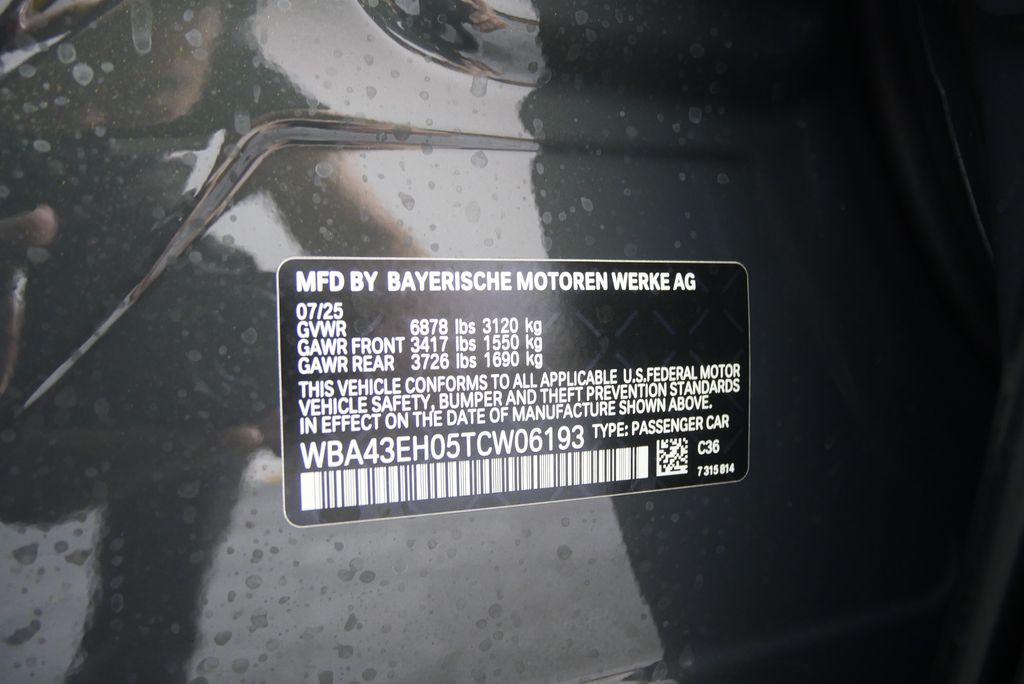 MFD BY BAYERISCHE MOTOREN WERKE AG
07/25
GVWR 6878 lbs 3120 kg
GAWR FRONT 3417 lbs 1550 kg
GAWR REAR 3726 lbs 1690 kg
THIS VEHICLE CONFORMS TO ALL APPLICABLE U.S.FEDERAL MOTOR
VEHICLE SAFETY, BUMPER AND THEFT PREVENTION STANDARDS
IN EFFECT ON THE DATE OF MANUFACTURE SHOWN ABOVE.
WBA43EH05TCW06193 TYPE: PASSENGER CAR
C36
7 315 814